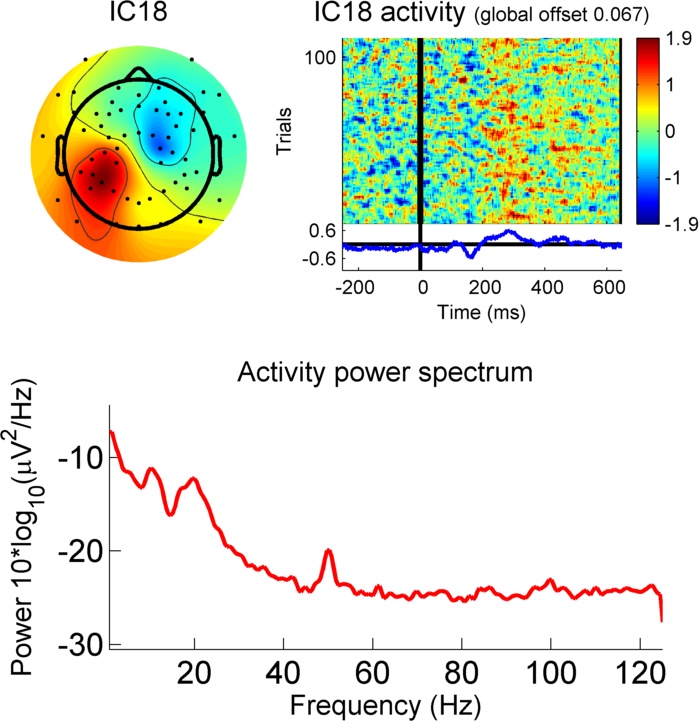 IC18
IC18 activity (global offset 0.067)
100
Trials
0.6
-0.6
-200 0 200 400 600
Time (ms)
1.9
1
0
-1
-1.9
Activity power spectrum
Power 10*log10(μV2/Hz)
-10
-20
-30
20 40 60 80 100 120
Frequency (Hz)